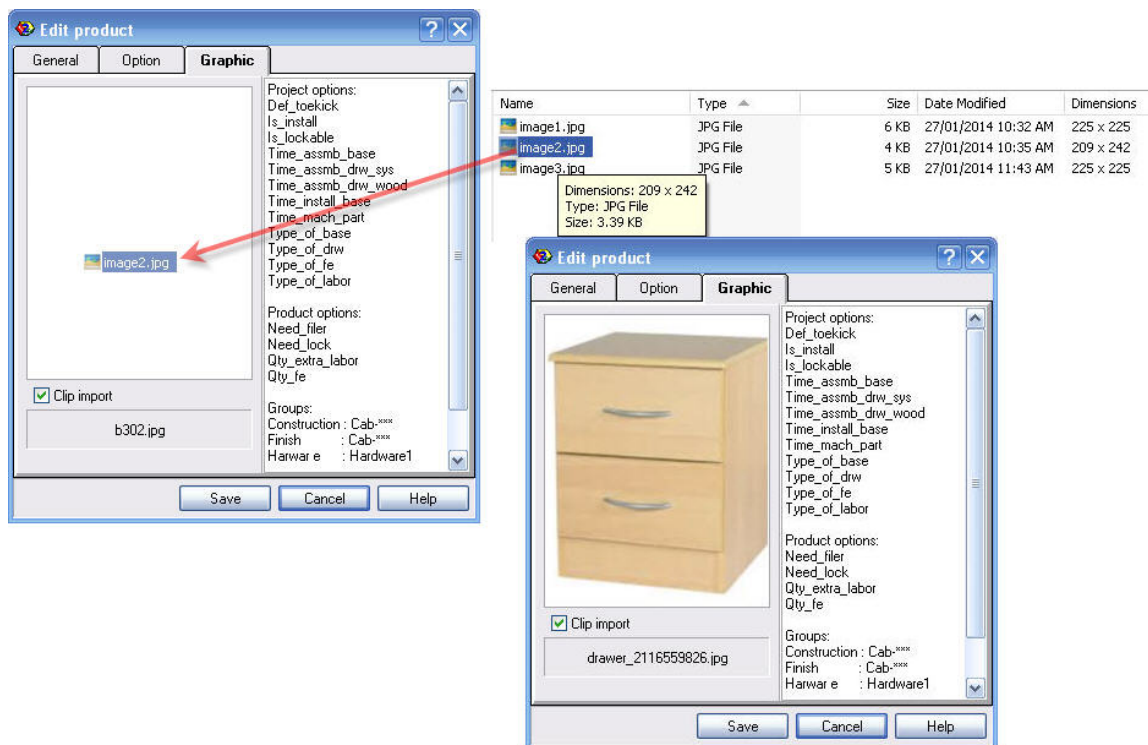 Edit product
General Option Graphic
Project options:
Def_toekick
Is_install
Is_lockable
Time_assmb_base
Time_assmb_drw_sys
Time_assmb_drw_wood
Time_install_base
Time_mach_part
Type_of_base
Type_of_drw
Type_of_fe
Type_of_labor
Product options:
Need_filer
Need_lock
Qty_extra_labor
Qty_fe
Groups:
Construction : Cab-***
Finish : Cab-***
Harwar e : Hardware1
image2.jpg
Clip import
b302.jpg
Save Cancel Help
Name Type Size Date Modified Dimensions
image1.jpg JPG File 6 KB 27/01/2014 10:32 AM 225 x 225
image2.jpg JPG File 4 KB 27/01/2014 10:35 AM 209 x 242
image3.jpg JPG File 5 KB 27/01/2014 11:43 AM 225 x 225
Dimensions: 209 x 242
Type: JPG File
Size: 3.39 KB
Edit product
General Option Graphic
Project options:
Def_toekick
Is_install
Is_lockable
Time_assmb_base
Time_assmb_drw_sys
Time_assmb_drw_wood
Time_install_base
Time_mach_part
Type_of_base
Type_of_drw
Type_of_fe
Type_of_labor
Product options:
Need_filer
Need_lock
Qty_extra_labor
Qty_fe
Groups:
Construction : Cab-***
Finish : Cab-***
Harwar e : Hardware1
Clip import
drawer_2116559826.jpg
Save Cancel Help